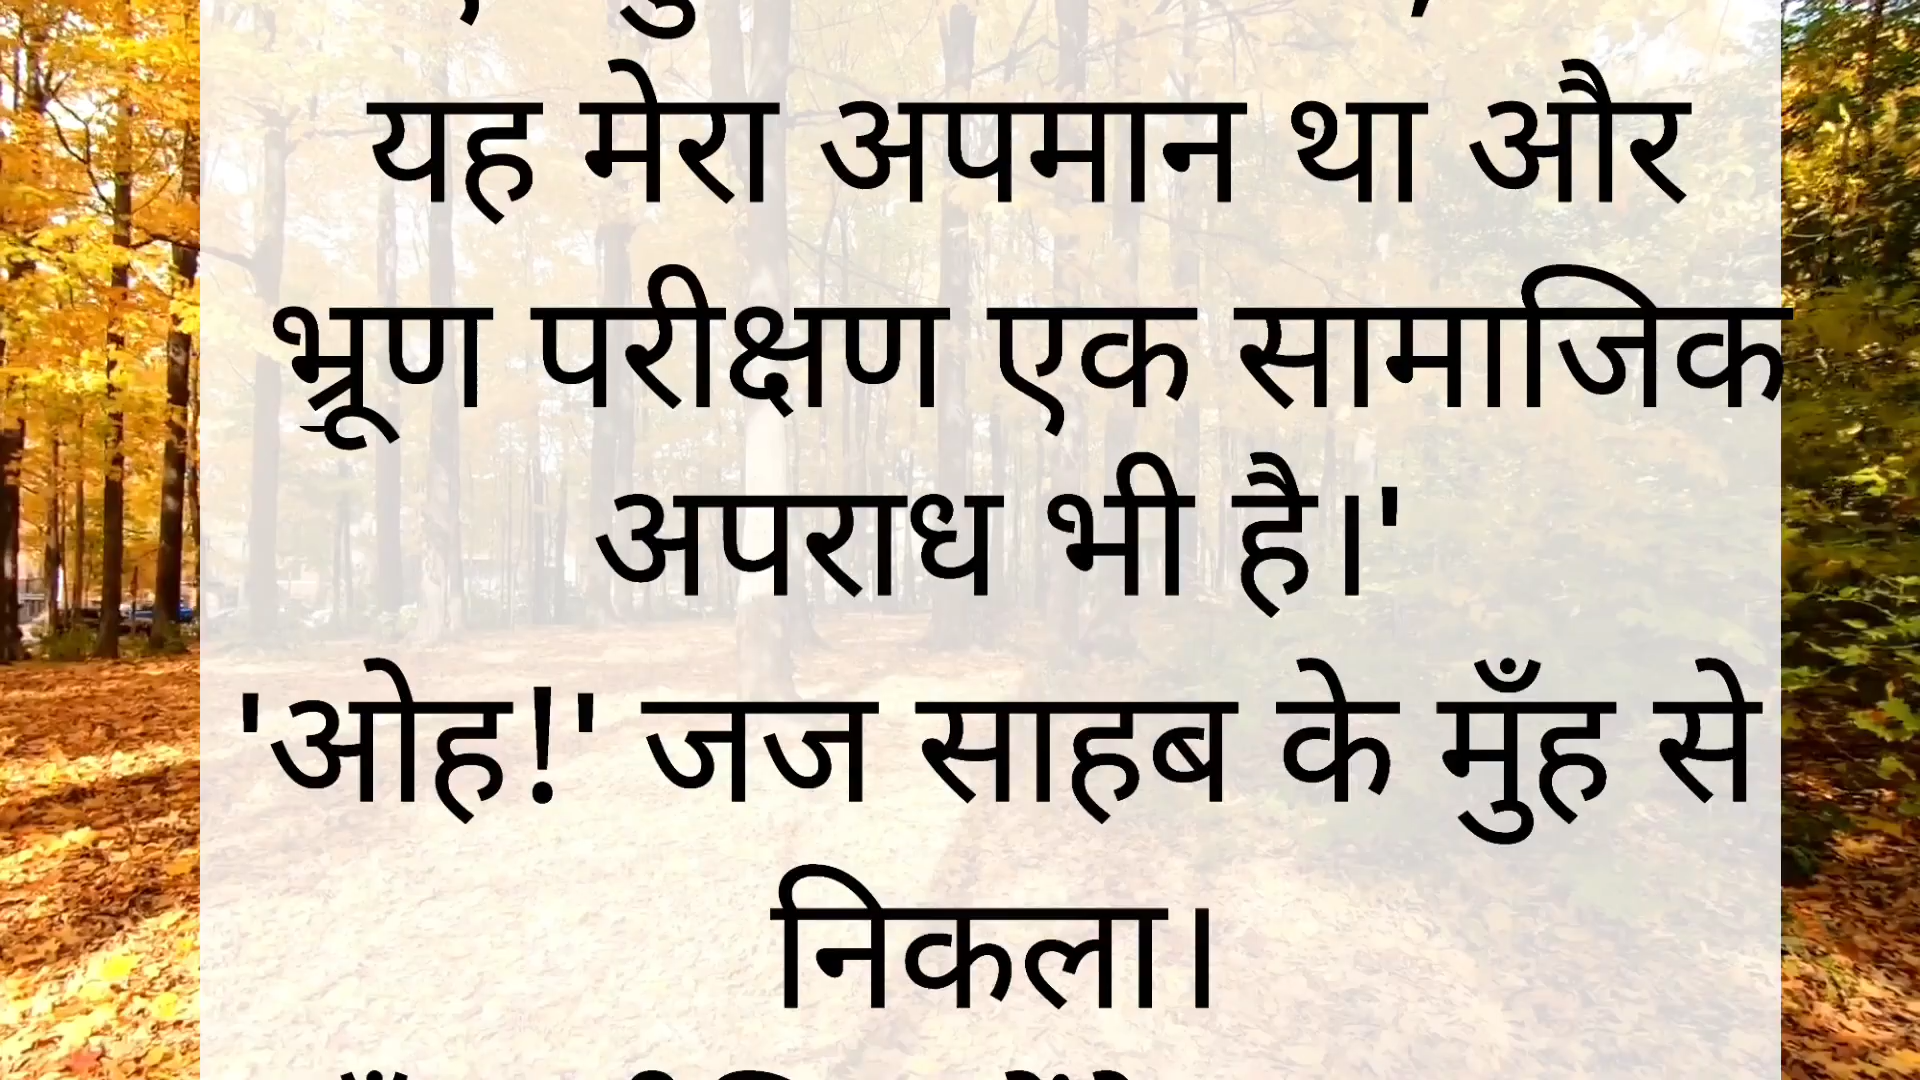 यह मेरा अपमान था और
भ्रूण परीक्षण एक सामाजिक
अपराध भी है।'
'ओह!' जज साहब के मुँह से
निकला।